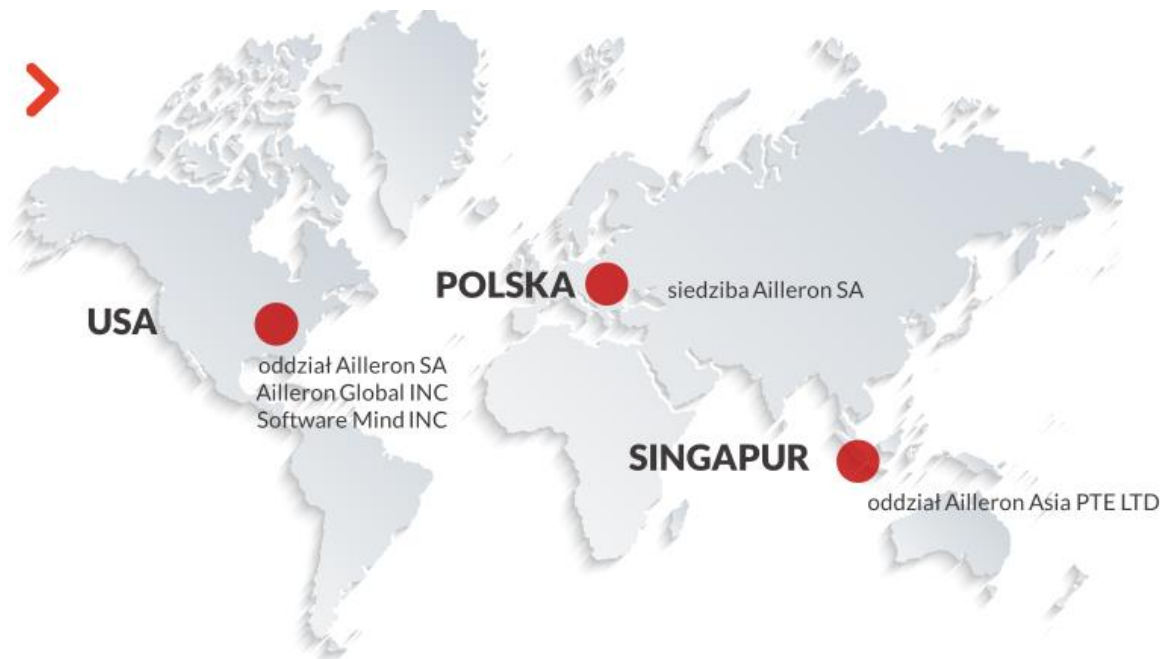 POLSKA
siedziba Ailleron SA
USA
oddział Ailleron SA
Ailleron Global INC
Software Mind INC
SINGAPUR
oddział Ailleron Asia PTE LTD